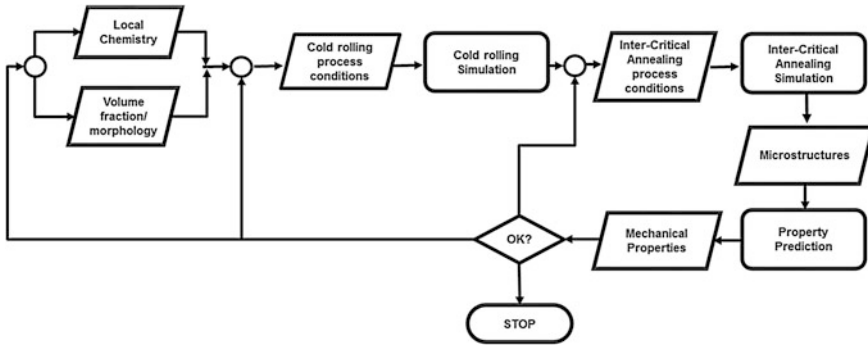 Local
Chemistry
Volume
fraction/
morphology
Cold rolling
process
conditions
Cold rolling
Simulation
Inter-Critical
Annealing
process
conditions
Inter-Critical
Annealing
Simulation
Microstructures
Property
Prediction
Mechanical
Properties
OK?
STOP